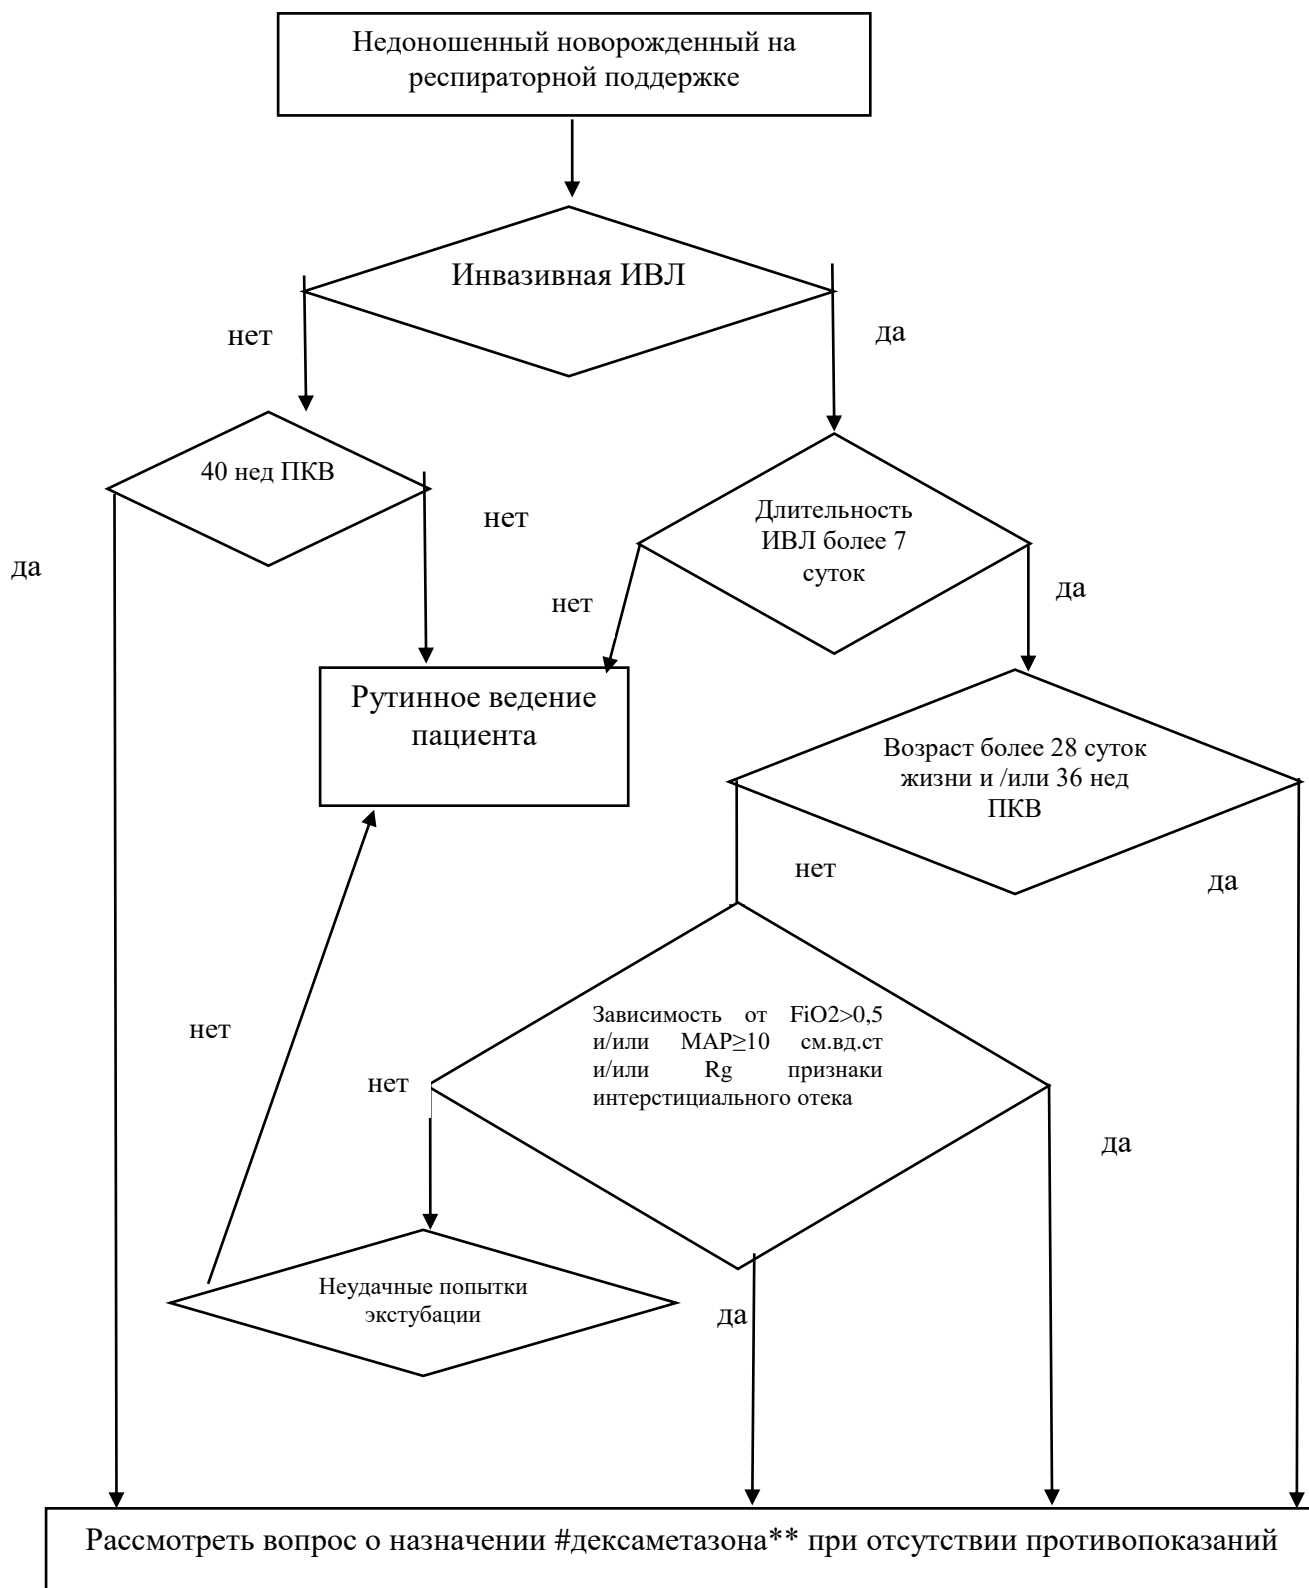 Недоношенный новорожденный на
респираторной поддержке
Инвазивная ИВЛ
нет
да
40 нед ПКВ
нет
да
Длительность
ИВЛ более 7
суток
нет
да
Рутинное ведение
пациента
Возраст более 28 суток
жизни и /или 36 нед
ПКВ
нет
да
Зависимость от FiO2>0,5
и/или MAP≥10 см.вд.ст
и/или Rg признаки
интерстициального отека
нет
нет
да
Неудачные попытки
экстубации
да
Рассмотреть вопрос о назначении #дексаметазона** при отсутствии противопоказаний